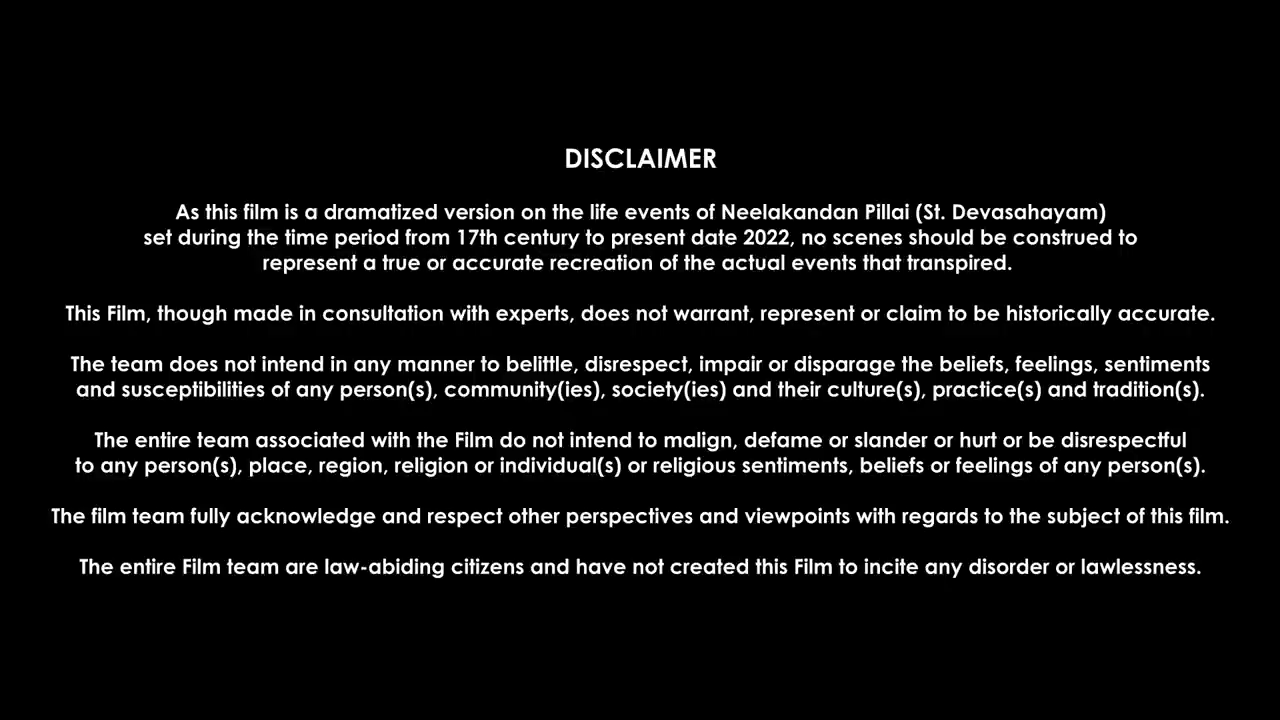 DISCLAIMER
As this film is a dramatized version on the life events of Neelakandan Pillai (St. Devasahayam)
set during the time period from 17th century to present date 2022, no scenes should be construed to
represent a true or accurate recreation of the actual events that transpired.
This Film, though made in consultation with experts, does not warrant, represent or claim to be historically accurate.
The team does not intend in any manner to belittle, disrespect, impair or disparage the beliefs, feelings, sentiments
and susceptibilities of any person(s), community(ies), society(ies) and their culture(s), practice(s) and tradition(s).
The entire team associated with the Film do not intend to malign, defame or slander or hurt or be disrespectful
to any person(s), place, region, religion or individual(s) or religious sentiments, beliefs or feelings of any person(s).
The film team fully acknowledge and respect other perspectives and viewpoints with regards to the subject of this film.
The entire Film team are law-abiding citizens and have not created this Film to incite any disorder or lawlessness.